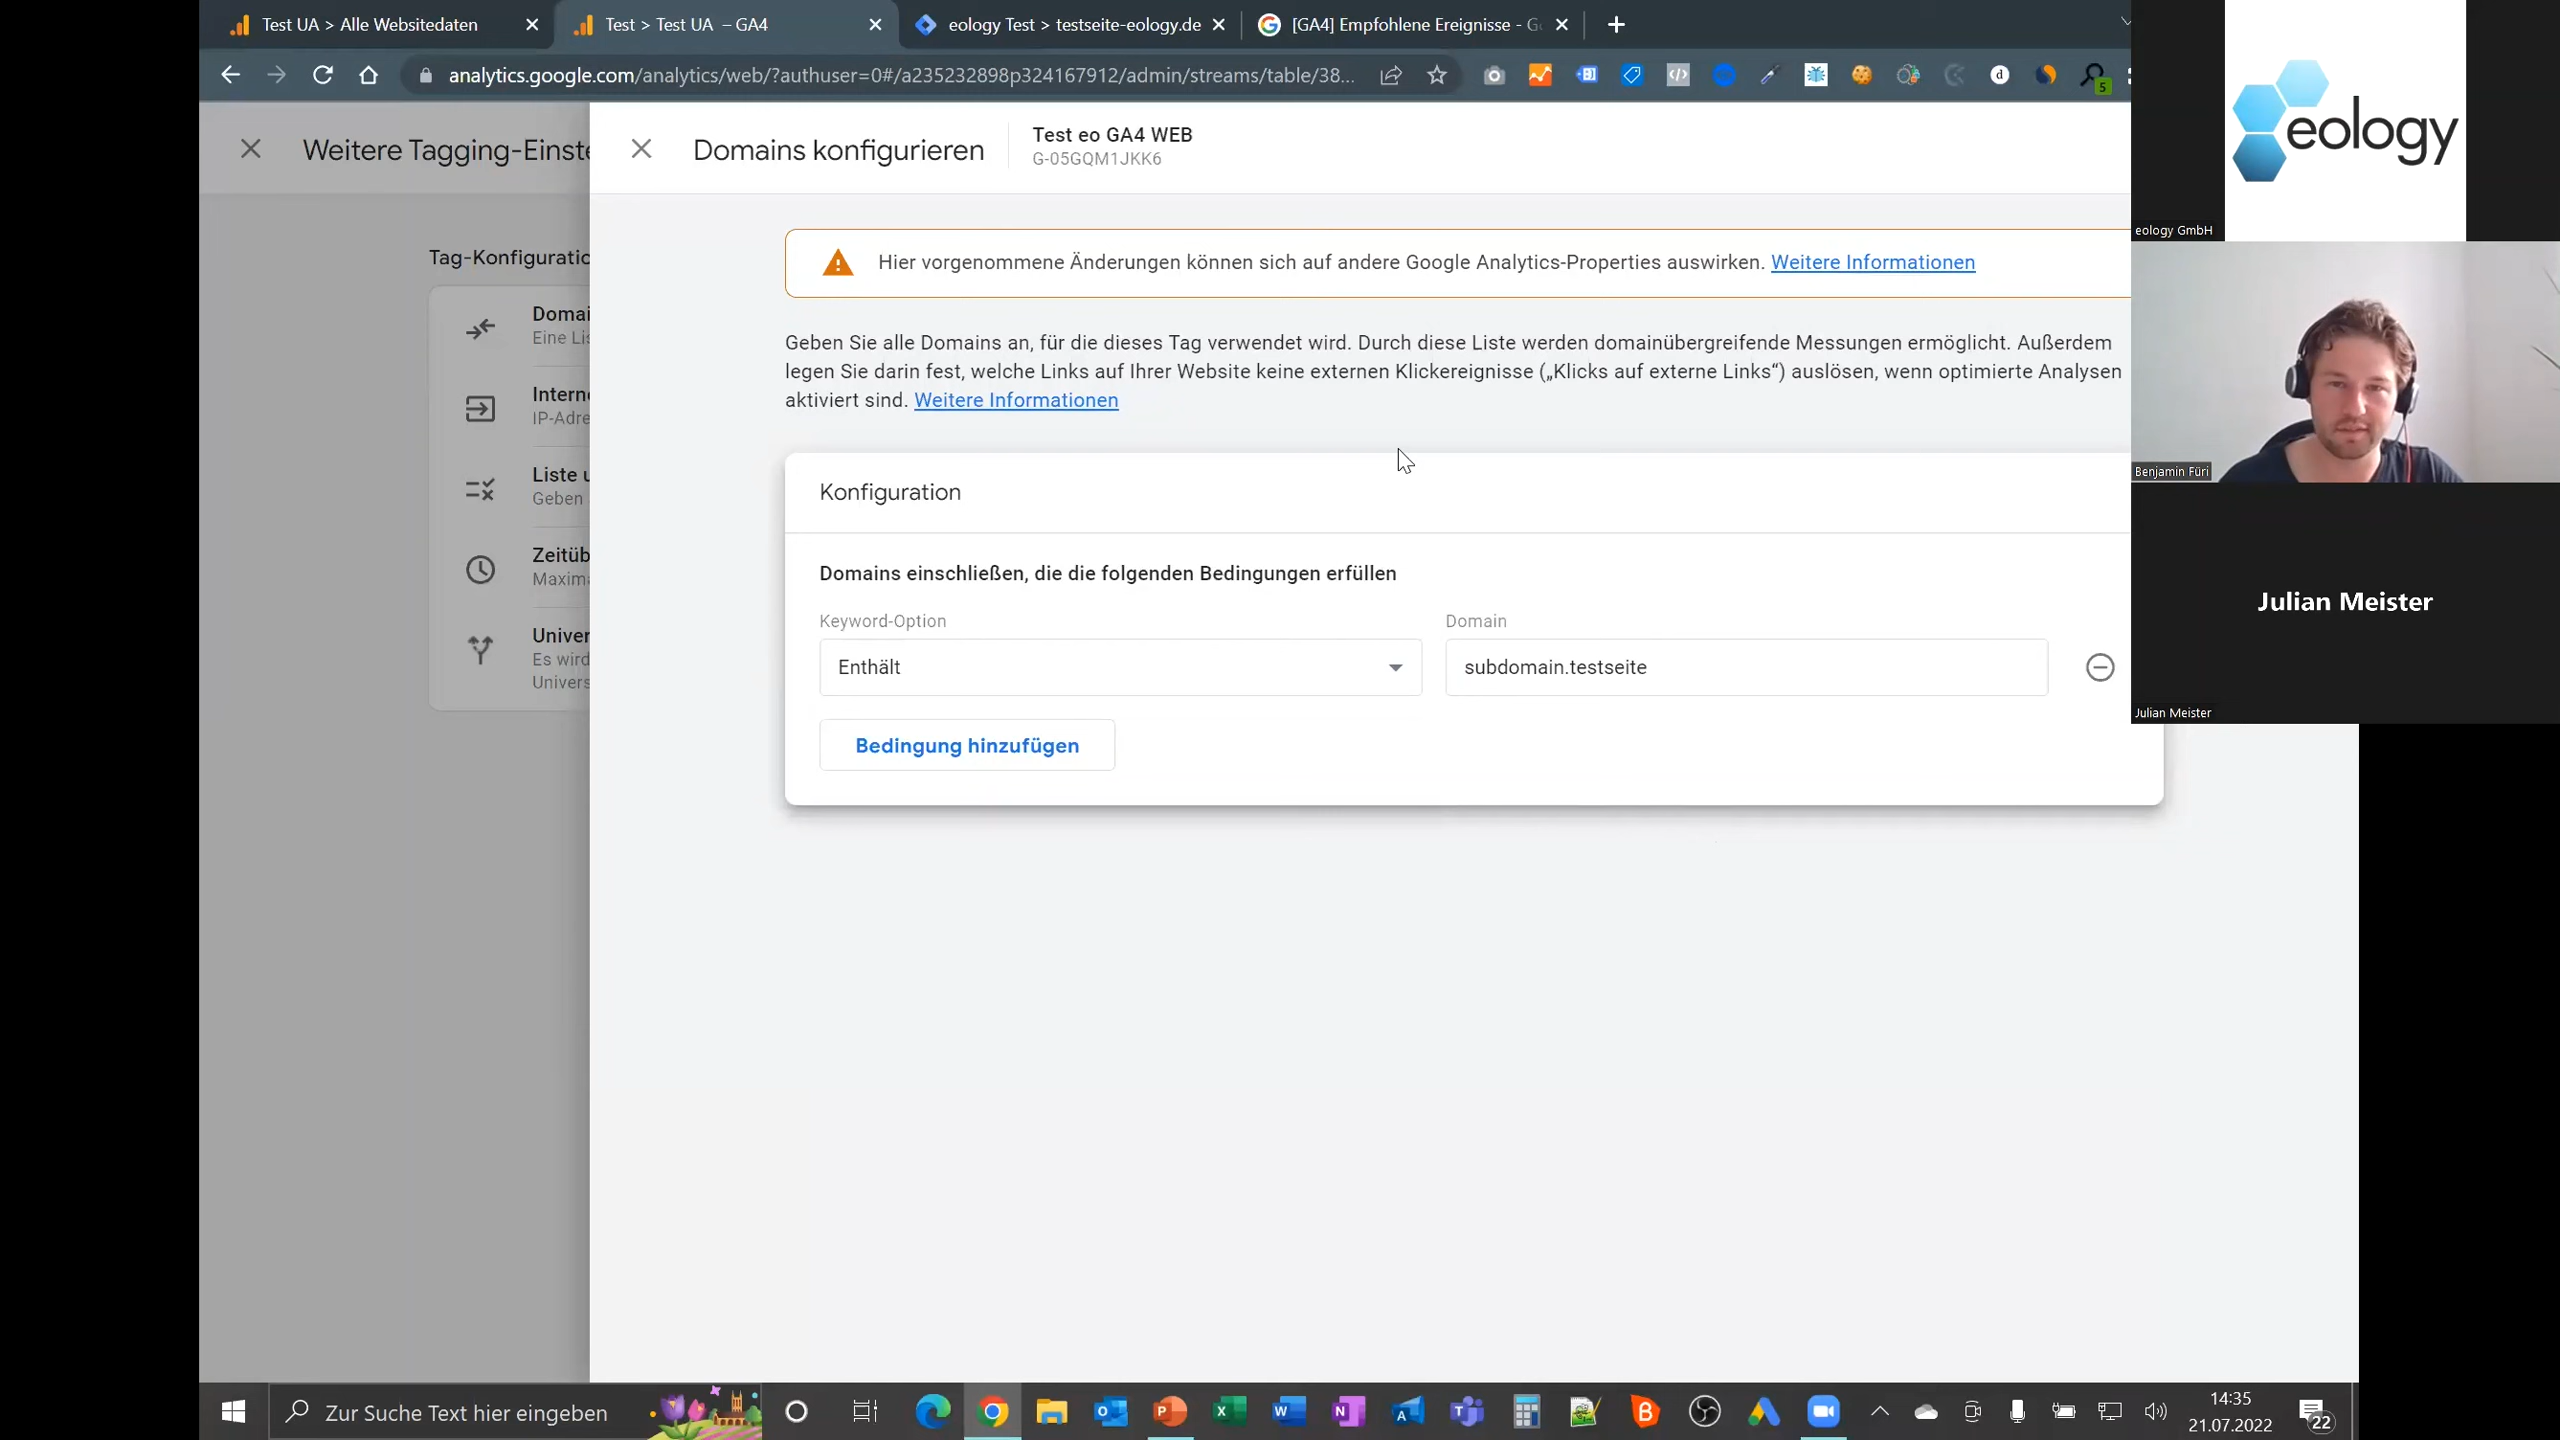 Test UA > Alle Websitedaten
Test > Test UA – GA4
eology Test > testseite-eology.de
[GA4] Empfohlene Ereignisse - G
analytics.google.com/analytics/web/?authuser=0#/a235232898p324167912/admin/streams/table/38...
d
5
Weitere Tagging-Einste
Domains konfigurieren
Test eo GA4 WEB
G-05GQM1JKK6
eology
eology GmbH
Hier vorgenommene Änderungen können sich auf andere Google Analytics-Properties auswirken. Weitere Informationen
Tag-Konfiguratio
Domai
Eine Lis
Intern
IP-Adre
Liste u
Geben
Zeitüb
Maxim
Univer
Es wird
Univers
Geben Sie alle Domains an, für die dieses Tag verwendet wird. Durch diese Liste werden domainübergreifende Messungen ermöglicht. Außerdem
legen Sie darin fest, welche Links auf Ihrer Website keine externen Klickereignisse („Klicks auf externe Links“) auslösen, wenn optimierte Analysen
aktiviert sind. Weitere Informationen
Benjamin Füri
Konfiguration
Domains einschließen, die die folgenden Bedingungen erfüllen
Keyword-Option
Domain
Enthält
subdomain.testseite
Bedingung hinzufügen
Julian Meister
Julian Meister
Zur Suche Text hier eingeben
14:35
21.07.2022
22